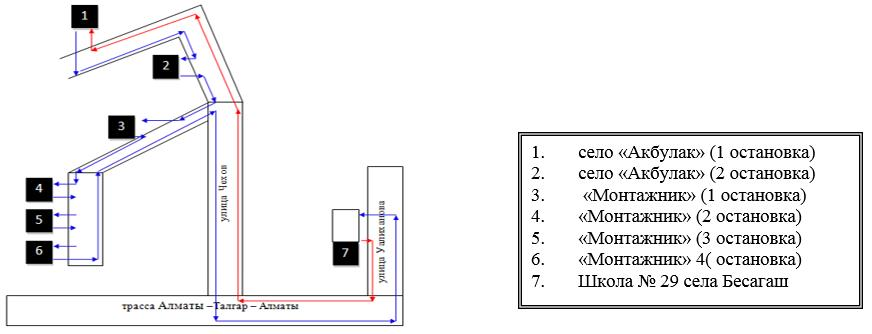 1
2
3
4
5
6
7
улица Чехов
улица Уалиханова
трасса Алматы –Талгар – Алматы
1. село «Акбулак» (1 остановка)
2. село «Акбулак» (2 остановка)
3. «Монтажник» (1 остановка)
4. «Монтажник» (2 остановка)
5. «Монтажник» (3 остановка)
6. «Монтажник» 4( остановка)
7. Школа № 29 села Бесагаш